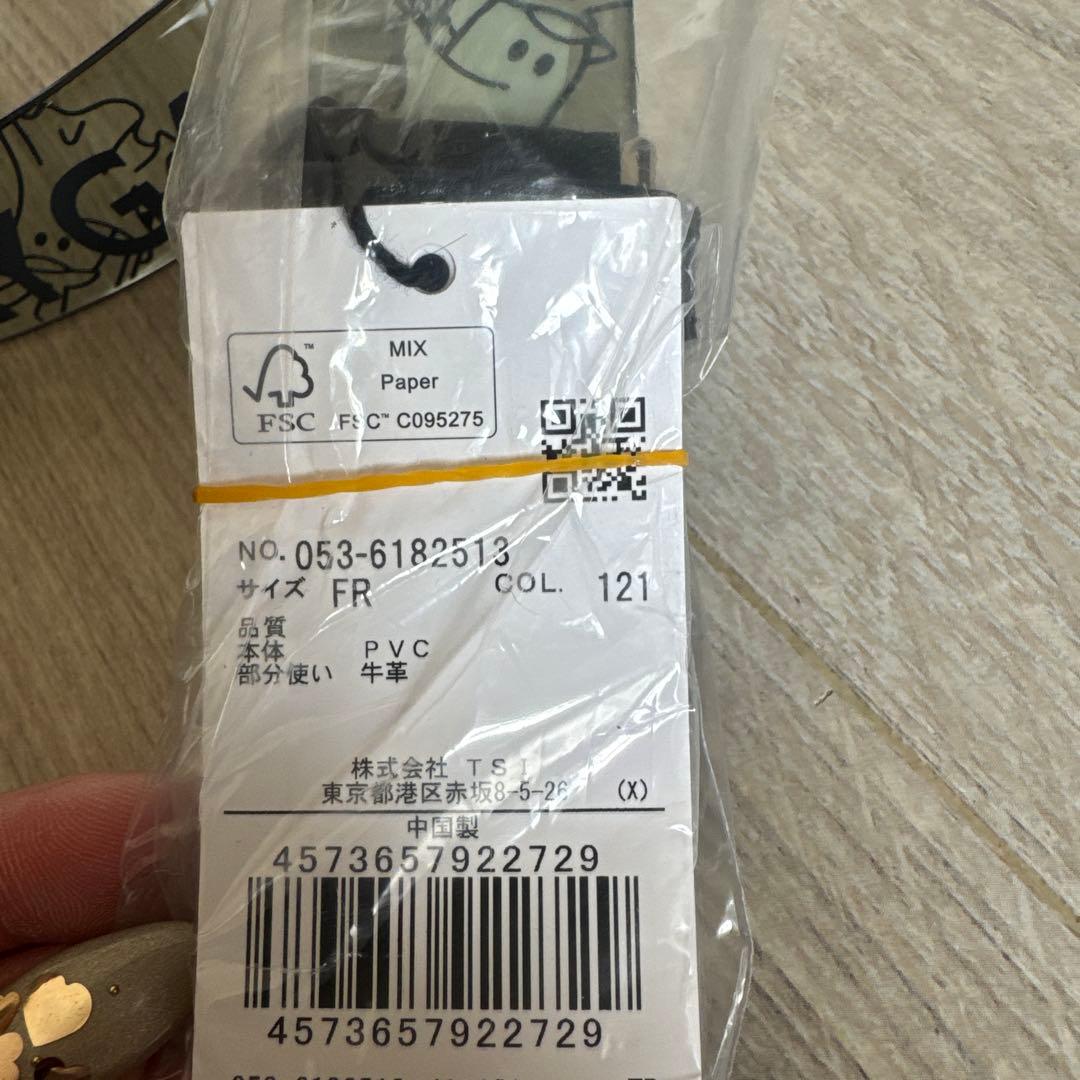 G
MIX
Paper
FSC™ C095275
FSC
NO. 053-6182513
サイズ FR COL. 121
品質
本体 PVC
部分使い 牛革
株式会社 TSI
東京都港区赤坂8-5-26 (X)
中国製
4573657922729
4573657922729